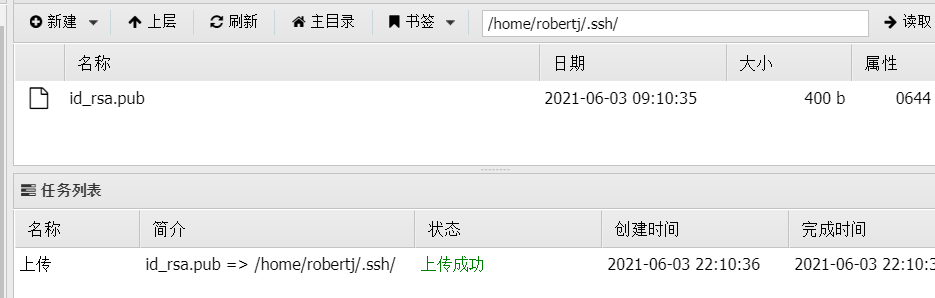 新建 上层 刷新 主目录 书签 /home/robertj/.ssh/ 读取
名称 日期 大小 属性
id_rsa.pub 2021-06-03 09:10:35 400 b 0644
任务列表
名称 简介 状态 创建时间 完成时间
上传 id_rsa.pub => /home/robertj/.ssh/ 上传成功 2021-06-03 22:10:36 2021-06-03 22:10:3